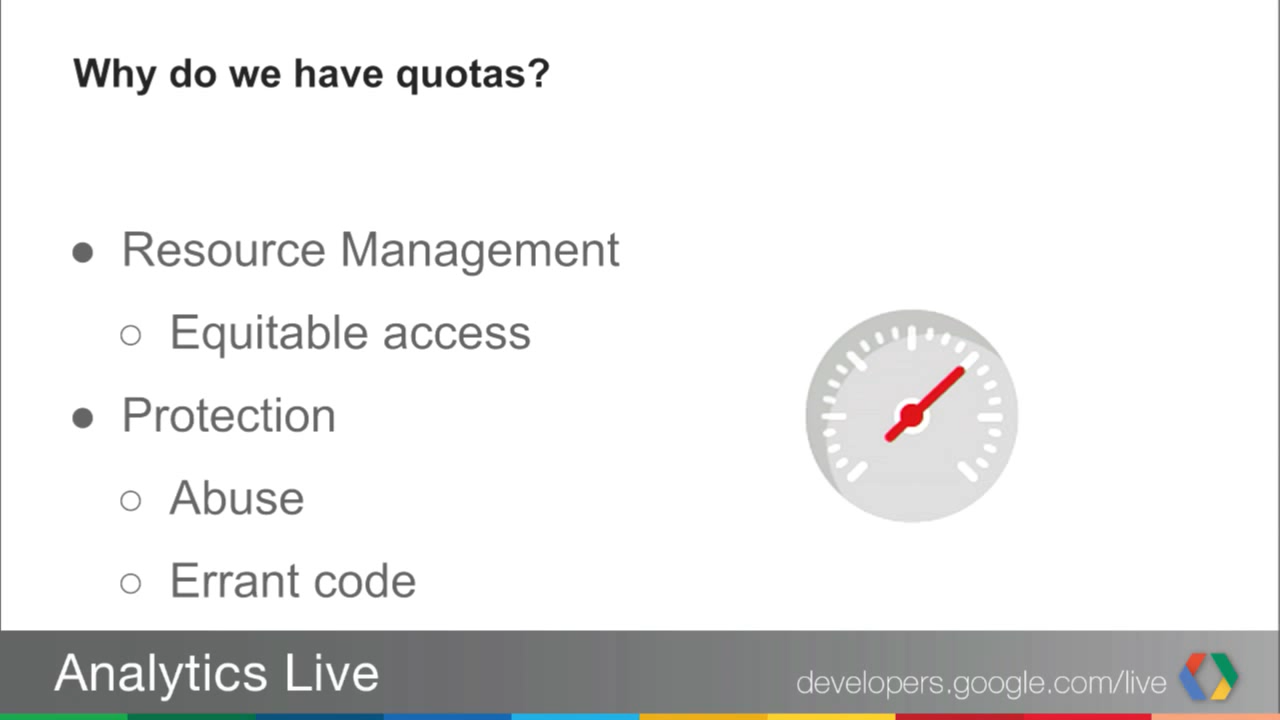 Why do we have quotas?
● Resource Management
○ Equitable access
● Protection
○ Abuse
○ Errant code
Analytics Live
developers.google.com/live